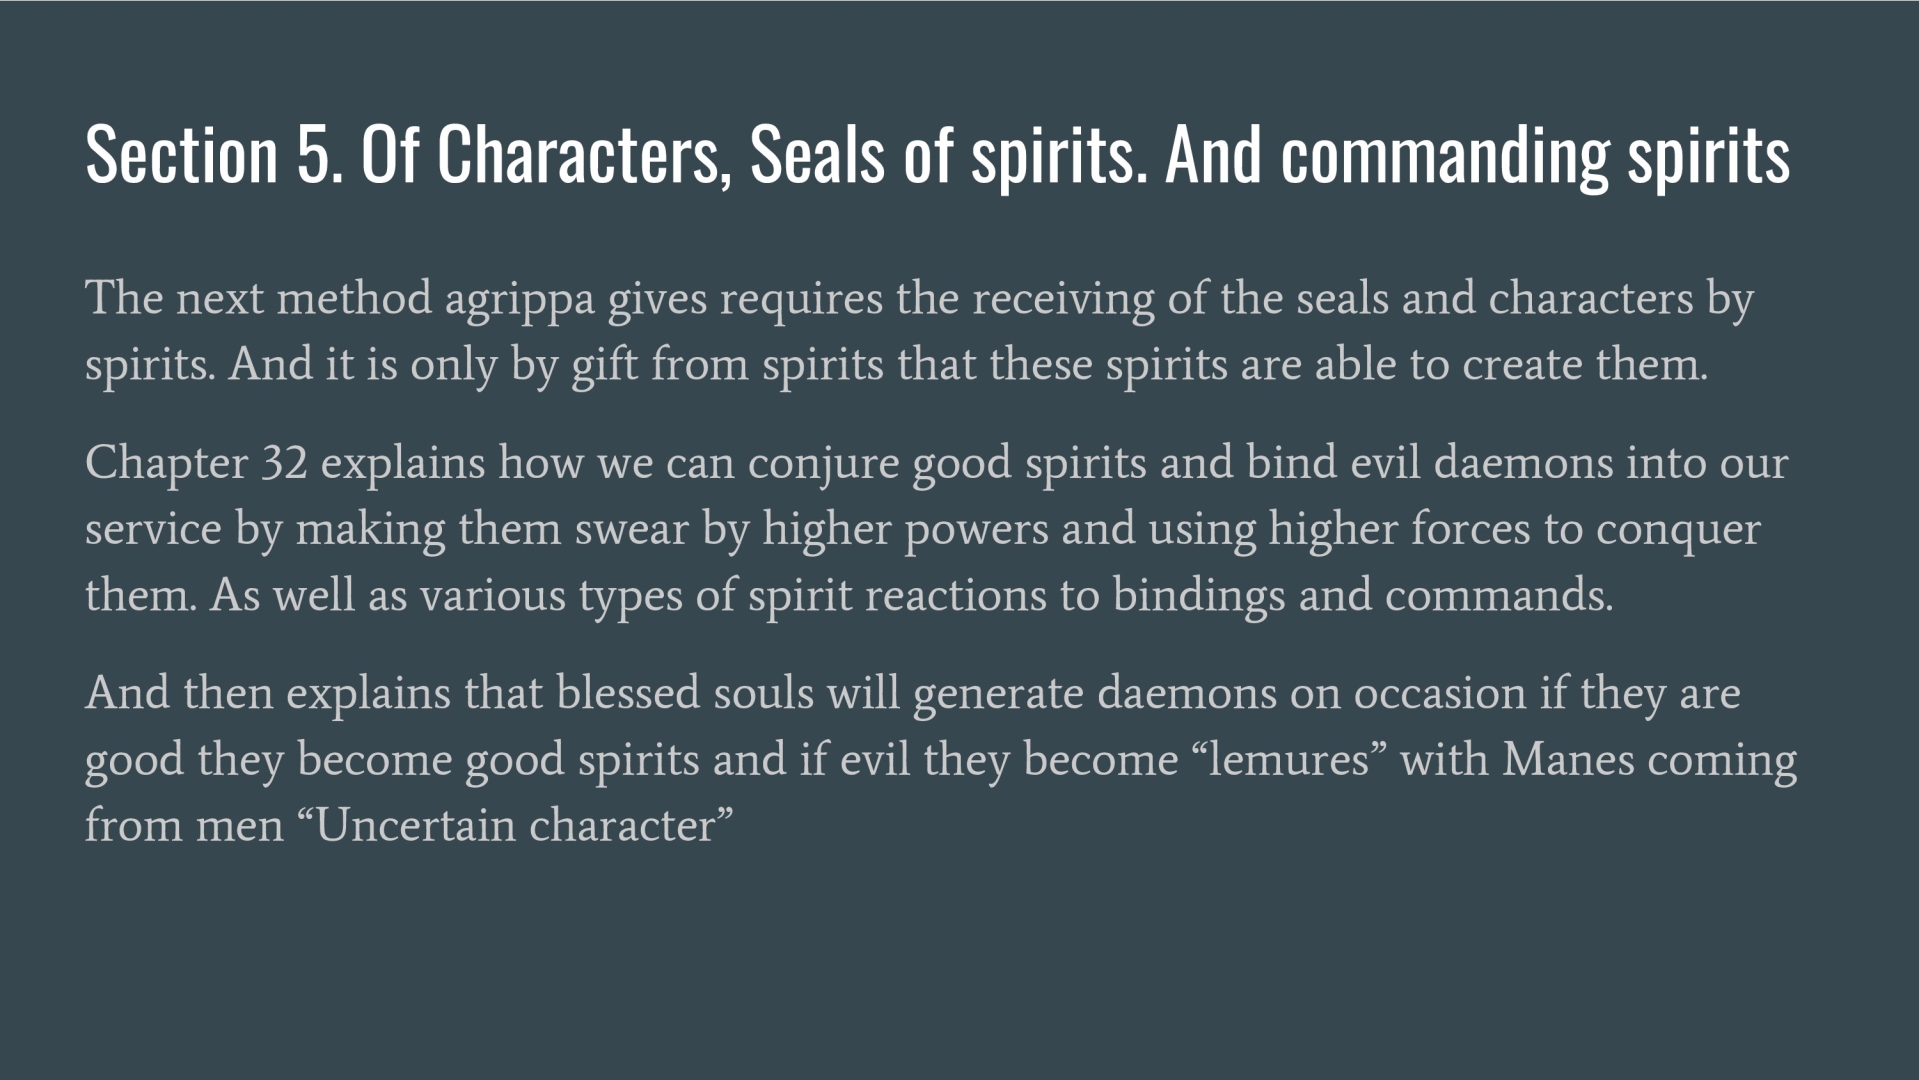 Section 5. Of Characters, Seals of spirits. And commanding spirits
The next method agrippa gives requires the receiving of the seals and characters by
spirits. And it is only by gift from spirits that these spirits are able to create them.
Chapter 32 explains how we can conjure good spirits and bind evil daemons into our
service by making them swear by higher powers and using higher forces to conquer
them. As well as various types of spirit reactions to bindings and commands.
And then explains that blessed souls will generate daemons on occasion if they are
good they become good spirits and if evil they become “lemures” with Manes coming
from men “Uncertain character”